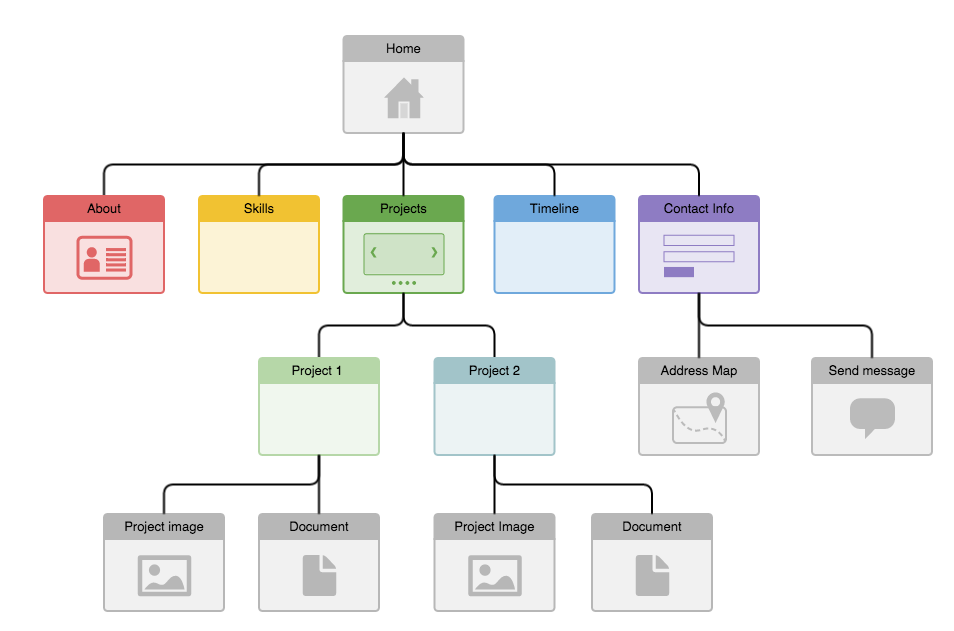 Home
About
Skills
Projects
Timeline
Contact Info
Project 1
Project 2
Address Map
Send message
Project image
Document
Project Image
Document